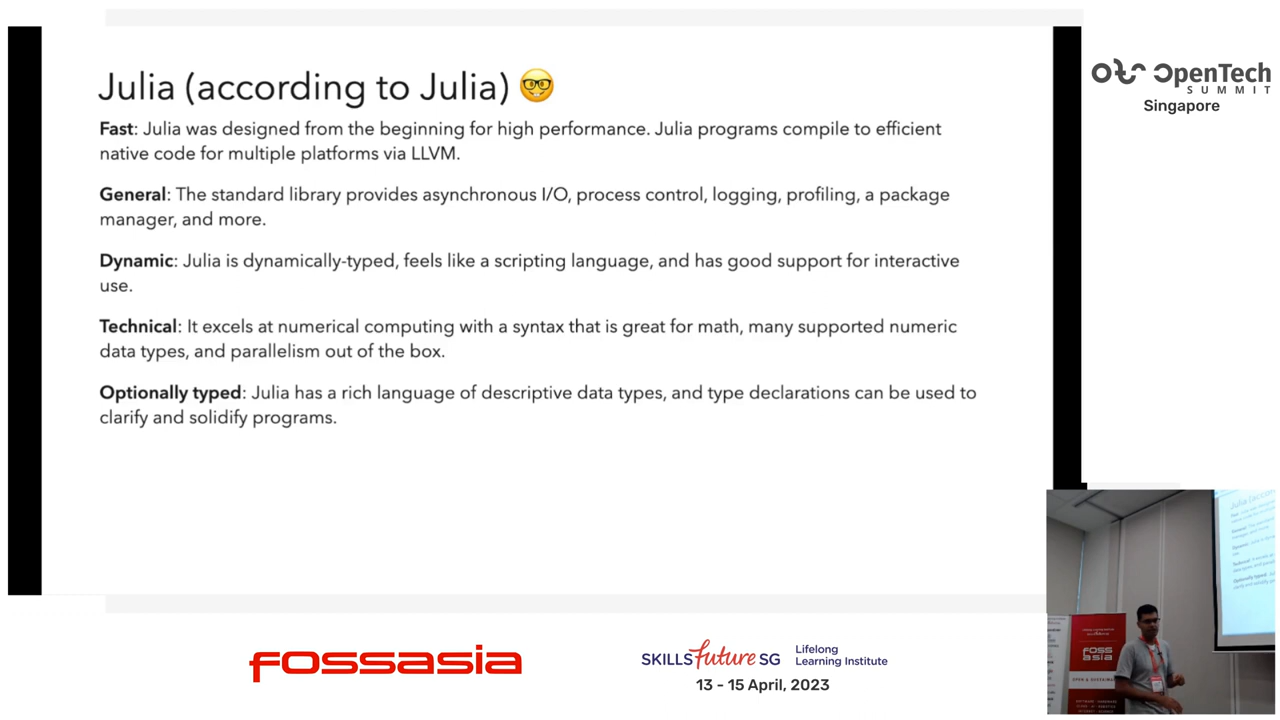 Julia (according to Julia) 🤓
Fast: Julia was designed from the beginning for high performance. Julia programs compile to efficient
native code for multiple platforms via LLVM.
General: The standard library provides asynchronous I/O, process control, logging, profiling, a package
manager, and more.
Dynamic: Julia is dynamically-typed, feels like a scripting language, and has good support for interactive
use.
Technical: It excels at numerical computing with a syntax that is great for math, many supported numeric
data types, and parallelism out of the box.
Optionally typed: Julia has a rich language of descriptive data types, and type declarations can be used to
clarify and solidify programs.
OpenTech
SUMMIT
Singapore
FOSS
ASIA
fossasia
SKILLSfuture SG
Lifelong
Learning Institute
13 - 15 April, 2023